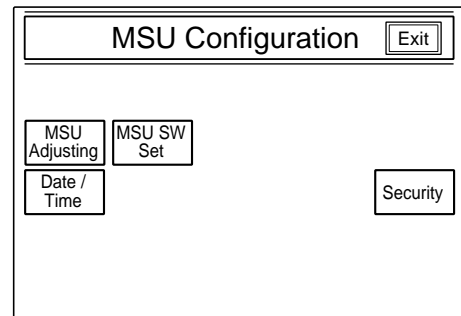 MSU Configuration Exit
MSU MSU SW
Adjusting Set
Date /
Time Security